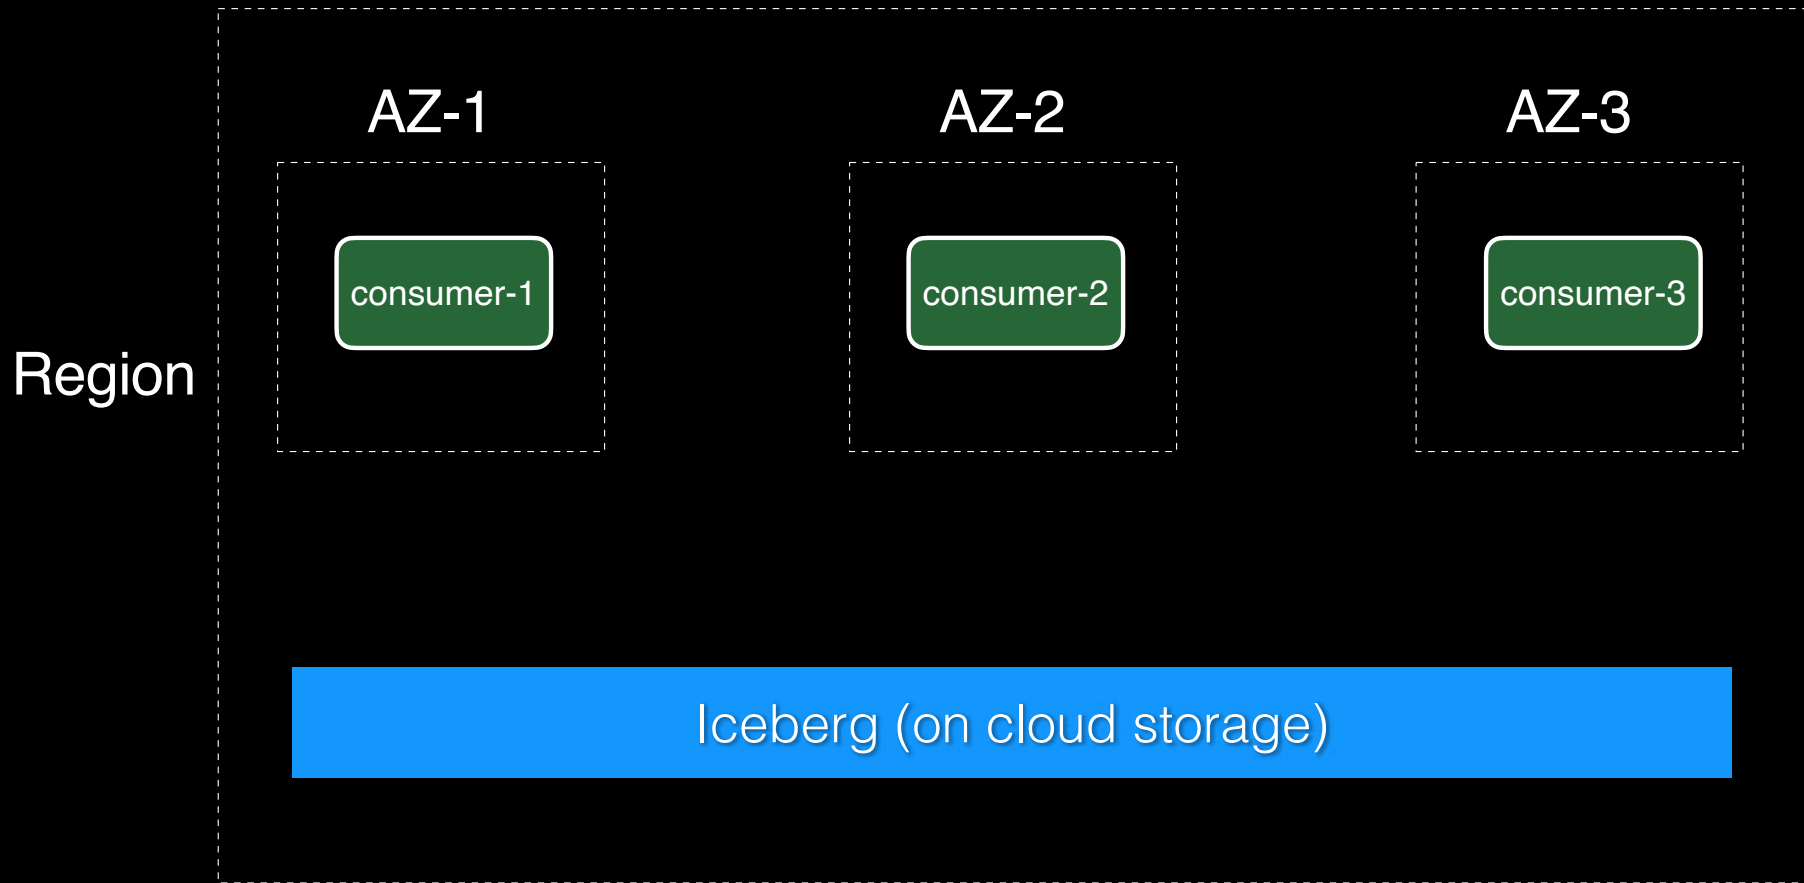 AZ-1
AZ-2
AZ-3
consumer-1
consumer-2
consumer-3
Region
Iceberg (on cloud storage)